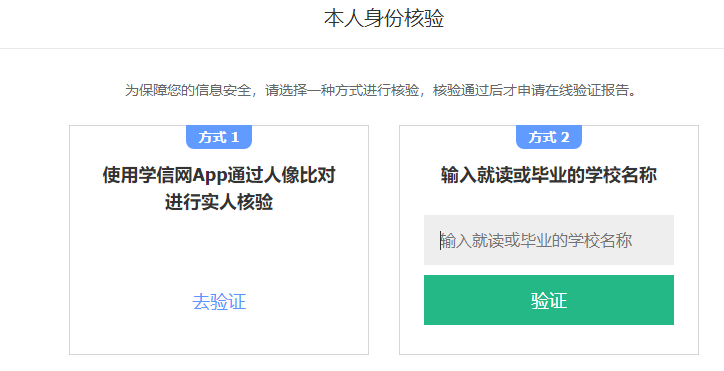 本人身份核验
为保障您的信息安全，请选择一种方式进行核验，核验通过后才申请在线验证报告。
方式 1
使用学信网App通过人像比对
进行实人核验
去验证
方式 2
输入就读或毕业的学校名称
输入就读或毕业的学校名称
验证